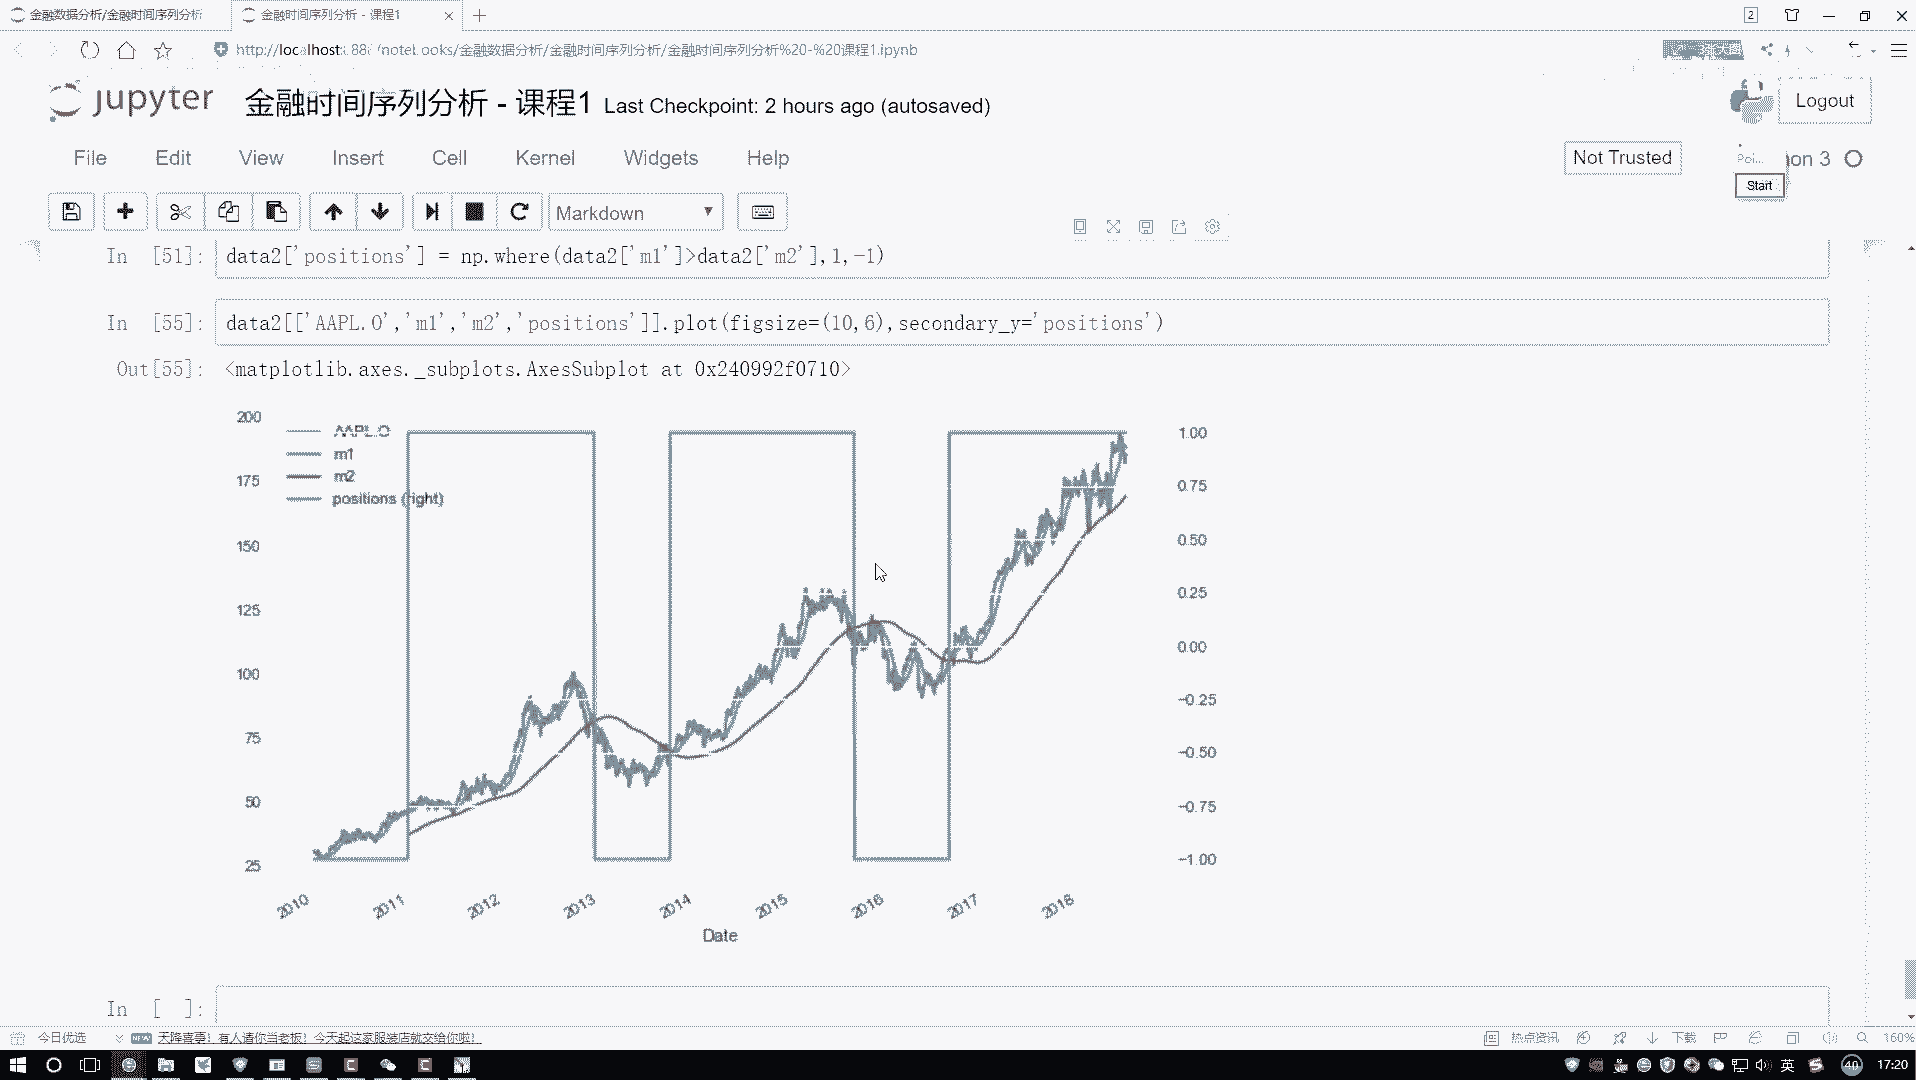 金融数据分析/金融时间序列分析
金融时间序列分析 - 课程1
2
http://localhost:88 /notebooks/金融数据分析/金融时间序列分析/金融时间序列分析%20-%20课程1.ipynb
jupyter 金融时间序列分析 - 课程1 Last Checkpoint: 2 hours ago (autosaved)
Logout
File Edit View Insert Cell Kernel Widgets Help
Not Trusted
Poi...
on 3
Start
Markdown
In [51]: data2['positions'] = np.where(data2['m1']>data2['m2'],1,-1)
In [55]: data2[['AAPL.O','m1','m2','positions']].plot(figsize=(10,6),secondary_y='positions')
Out[55]: <matplotlib.axes._subplots.AxesSubplot at 0x240992f0710>
AAPL.O
m1
m2
positions (right)
200
175
150
125
100
75
50
25
1.00
0.75
0.50
0.25
0.00
−0.25
−0.50
−0.75
−1.00
2010 2011 2012 2013 2014 2015 2016 2017 2018
Date
In [ ]:
今日优选
NEW
天降喜事! 有人请你当老板! 今天起这家服装店就交给你啦!
热点资讯
下载
160%
英
40
17:20